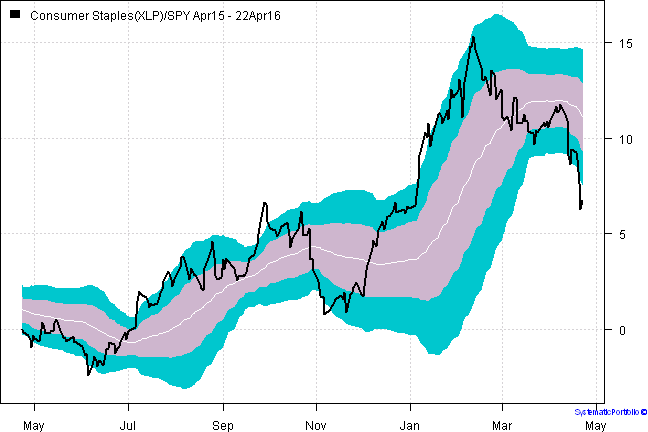 Consumer Staples(XLP)/SPY Apr15 - 22Apr16
15
10
5
0
SystematicPortfolio ©
May Jul Sep Nov Jan Mar May